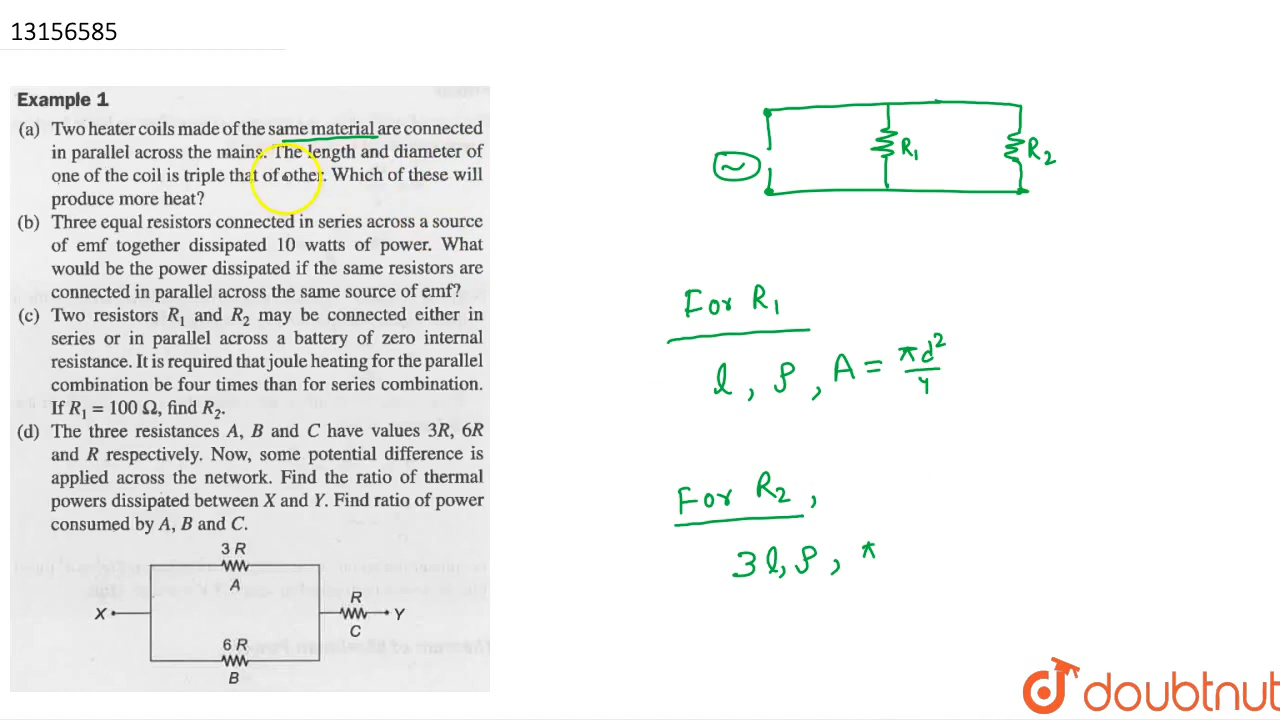 13156585
Example 1
(a) Two heater coils made of the same material are connected
in parallel across the mains. The length and diameter of
one of the coil is triple that of other. Which of these will
produce more heat?
(b) Three equal resistors connected in series across a source
of emf together dissipated 10 watts of power. What
would be the power dissipated if the same resistors are
connected in parallel across the same source of emf?
(c) Two resistors R₁ and R₂ may be connected either in
series or in parallel across a battery of zero internal
resistance. It is required that joule heating for the parallel
combination be four times than for series combination.
If R₁ = 100 Ω, find R₂.
(d) The three resistances A, B and C have values 3R, 6R
and R respectively. Now, some potential difference is
applied across the network. Find the ratio of thermal
powers dissipated between X and Y. Find ratio of power
consumed by A, B and C.
3 R
A
X
R
Y
C
6 R
B
~
R₁
R₂
For R₁
l, ρ, A = πd²/4
For R₂,
3l, ρ, π
doubtnut